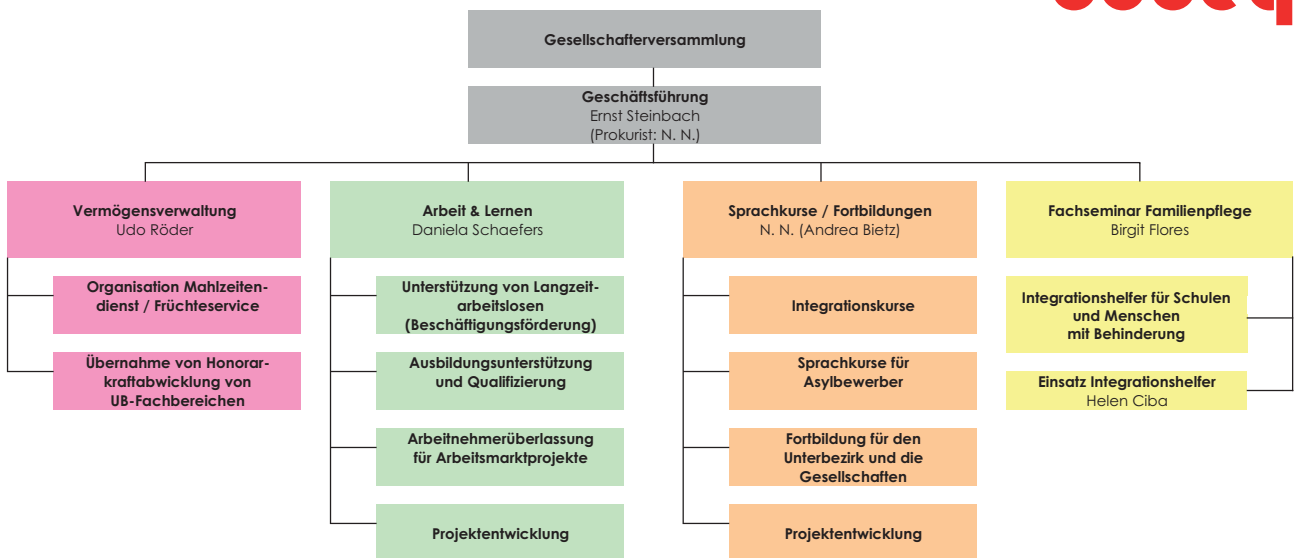 Gesellschafterversammlung
Geschäftsführung
Ernst Steinbach
(Prokurist: N. N.)
Vermögensverwaltung
Udo Röder
Organisation Mahlzeiten-
dienst / Früchteservice
Übernahme von Honorar-
kraftabwicklung von
UB-Fachbereichen
Arbeit & Lernen
Daniela Schaefers
Unterstützung von Langzeit-
arbeitslosen
(Beschäftigungsförderung)
Ausbildungsunterstützung
und Qualifizierung
Arbeitnehmerüberlassung
für Arbeitsmarktprojekte
Projektentwicklung
Sprachkurse / Fortbildungen
N. N. (Andrea Bietz)
Integrationskurse
Sprachkurse für
Asylbewerber
Fortbildung für den
Unterbezirk und die
Gesellschaften
Projektentwicklung
Fachseminar Familienpflege
Birgit Flores
Integrationshelfer für Schulen
und Menschen
mit Behinderung
Einsatz Integrationshelfer
Helen Ciba